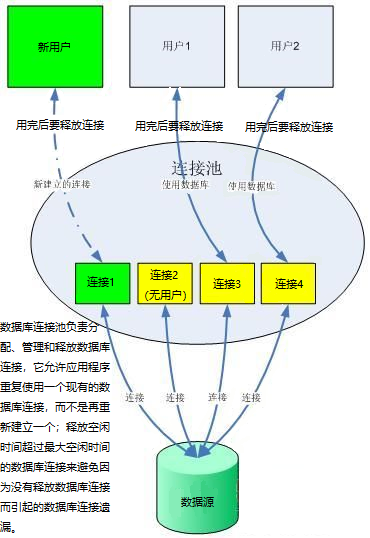 新用户
用户1
用户2
用完后要释放连接
用完后要释放连接
用完后要释放连接
连接池
新建立的连接
使用数据库
使用数据库
连接1
连接2
(无用户)
连接3
连接4
数据库连接池负责分
配、管理和释放数据库
连接，它允许应用程序
重复使用一个现有的数
据库连接，而不是再重
新建立一个；释放空闲
时间超过最大空闲时间
的数据库连接来避免因
为没有释放数据库连接
而引起的数据库连接遗
漏。
连接
连接
连接
连接
数据源